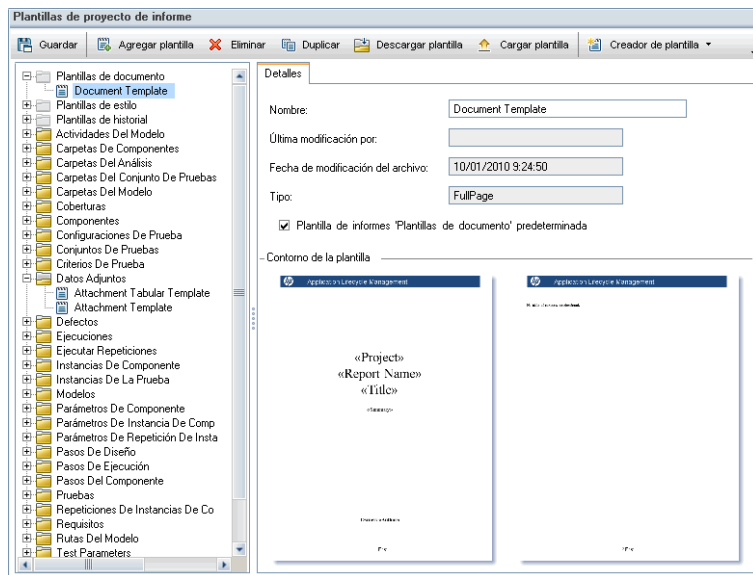 Plantillas de proyecto de informe
Guardar Agregar plantilla Eliminar Duplicar Descargar plantilla Cargar plantilla Creador de plantilla
Plantillas de documento
Document Template
Plantillas de estilo
Plantillas de historial
Actividades Del Modelo
Carpetas De Componentes
Carpetas Del Análisis
Carpetas Del Conjunto De Pruebas
Carpetas Del Modelo
Coberturas
Componentes
Configuraciones De Prueba
Conjuntos De Pruebas
Criterios De Prueba
Datos Adjuntos
Attachment Tabular Template
Attachment Template
Defectos
Ejecuciones
Ejecutar Repeticiones
Instancias De Componente
Instancias De La Prueba
Modelos
Parámetros De Componente
Parámetros De Instancia De Comp
Parámetros De Repetición De Insta
Pasos De Diseño
Pasos De Ejecución
Pasos Del Componente
Pruebas
Repeticiones De Instancias De Co
Requisitos
Rutas Del Modelo
Test Parameters
Detalles
Nombre: Document Template
Última modificación por:
Fecha de modificación del archivo: 10/01/2010 9:24:50
Tipo: FullPage
Plantilla de informes 'Plantillas de documento' predeterminada
Contorno de la plantilla
hp Application Lifecycle Management
«Project»
«Report Name»
«Title»
hp Application Lifecycle Management